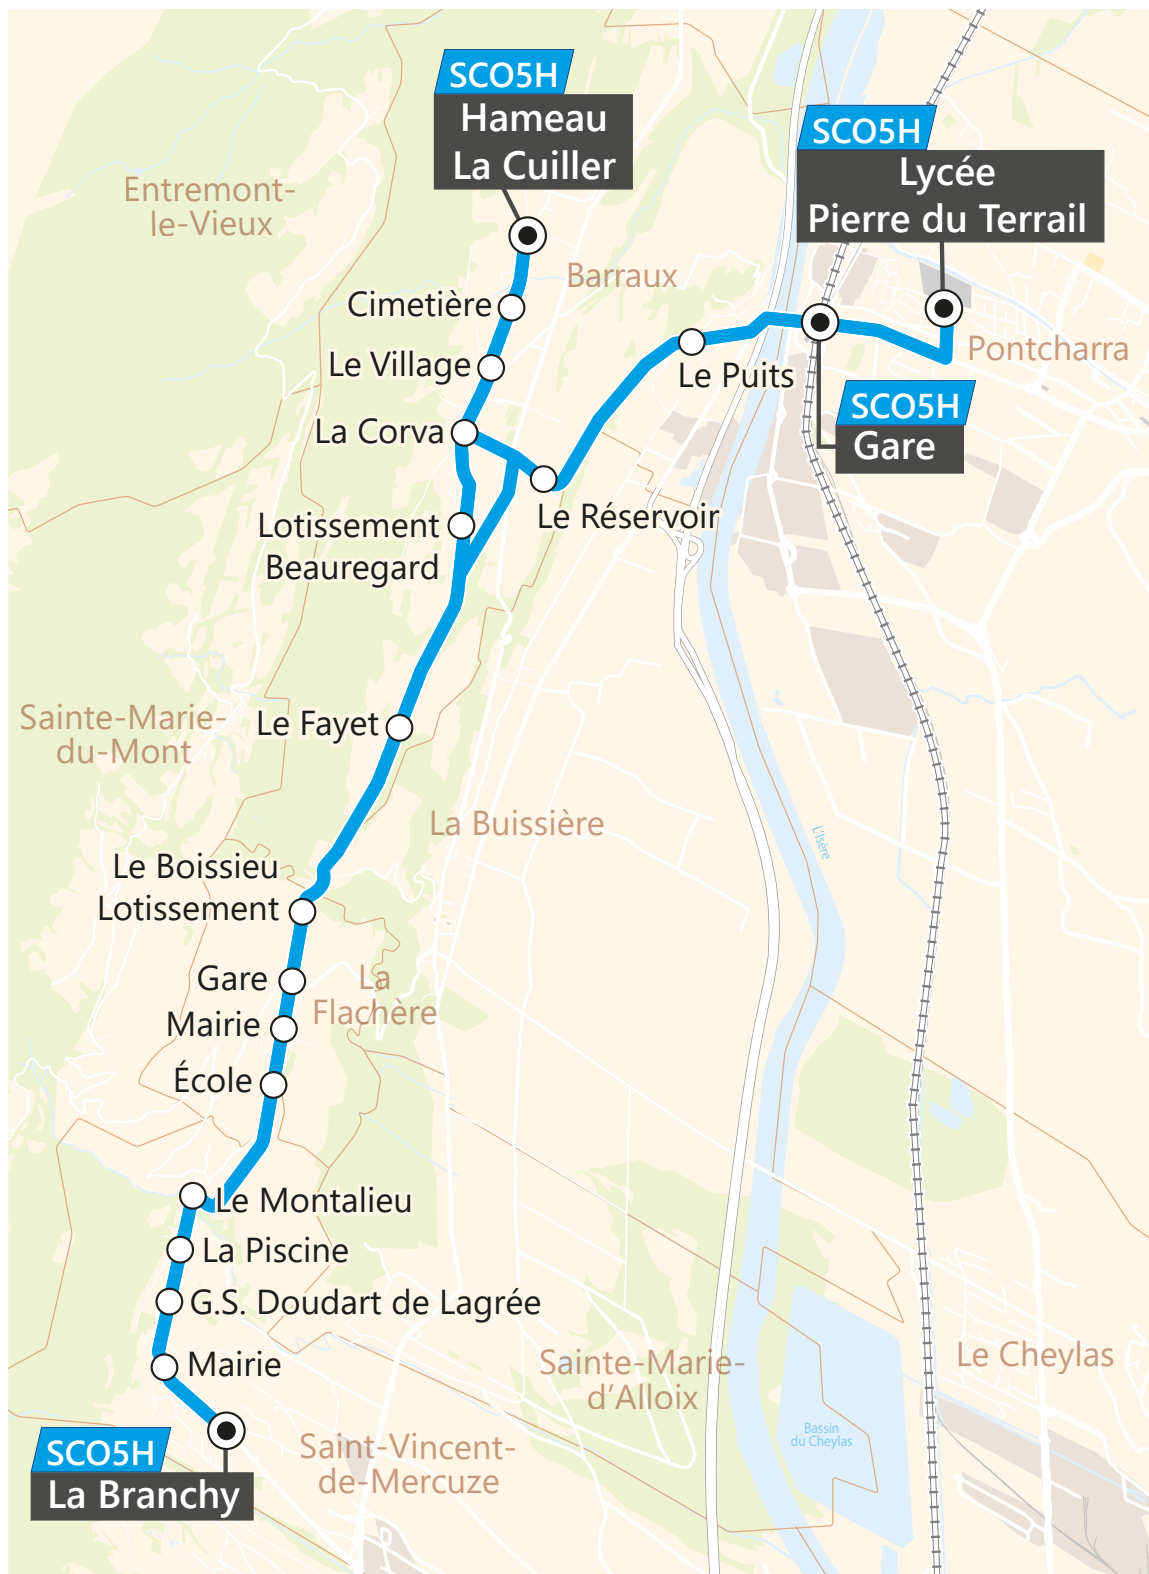 SCO5H
Hameau
La Cuiller
SCO5H
Lycée
Pierre du Terrail
Entremont-
le-Vieux
Barraux
Cimetière
Le Village
Le Puits
Pontcharra
SCO5H
Gare
La Corva
Le Réservoir
Lotissement
Beauregard
Sainte-Marie-
du-Mont
Le Fayet
La Buissière
L'Isère
Le Boissieu
Lotissement
Gare
La
Flachère
Mairie
École
Le Montalieu
La Piscine
G.S. Doudart de Lagrée
Mairie
Sainte-Marie-
d'Alloix
Le Cheylas
Bassin
du Cheylas
Saint-Vincent-
de-Mercuze
SCO5H
La Branchy